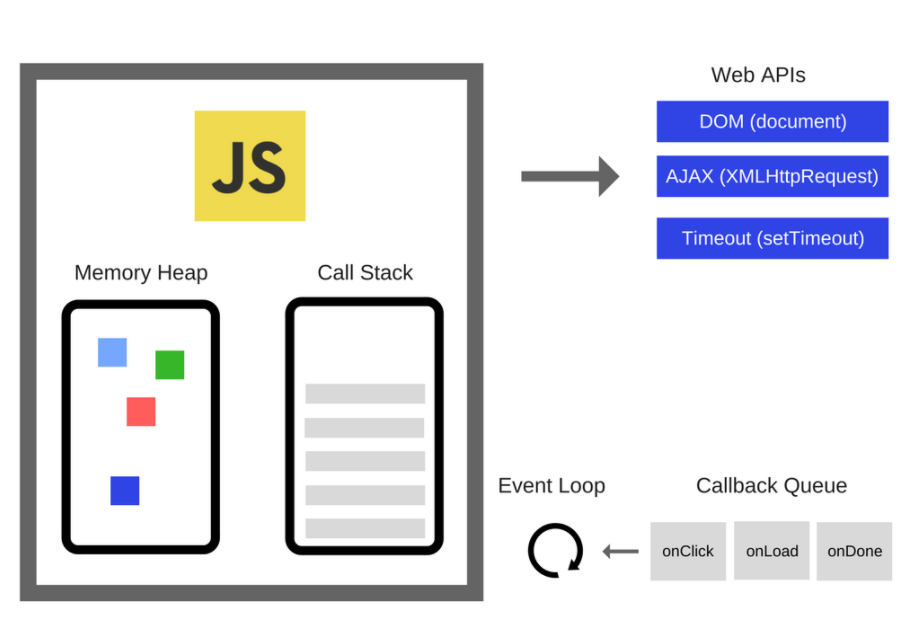 Web APIs
DOM (document)
JS
AJAX (XMLHttpRequest)
Timeout (setTimeout)
Memory Heap
Call Stack
Event Loop
Callback Queue
onClick
onLoad
onDone